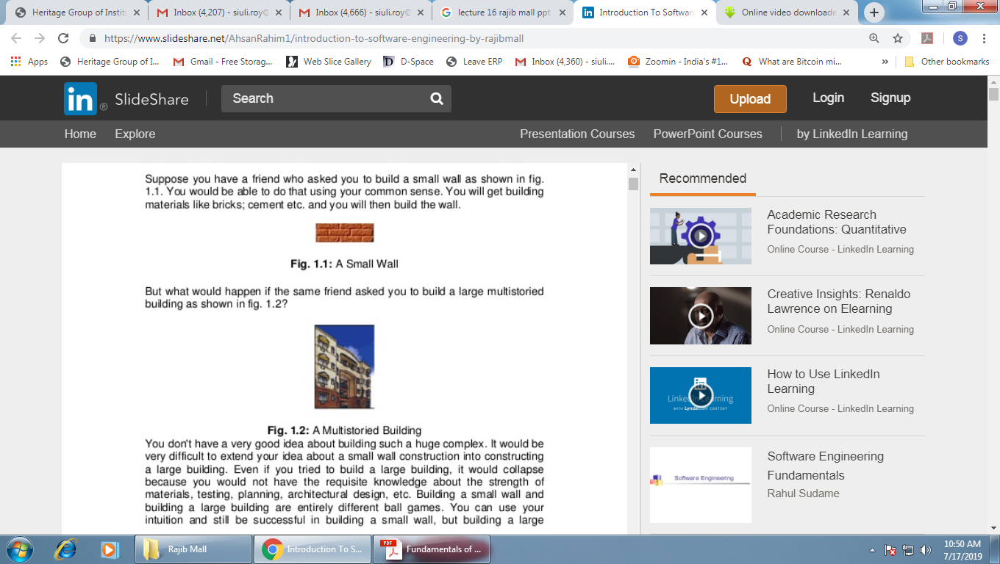 Heritage Group of Institu
Inbox (4,207) - siuli.roy@
Inbox (4,666) - siuli.roy@
lecture 16 rajib mall ppt
Introduction To Software
Online video downloade
https://www.slideshare.net/AhsanRahim1/introduction-to-software-engineering-by-rajibmall
S
Apps
Heritage Group of I...
Gmail - Free Storag...
Web Slice Gallery
D-Space
Leave ERP
Inbox (4,360) - siuli....
Zoomin - India's #1...
What are Bitcoin mi...
»
Other bookmarks
in ® SlideShare
Search
Upload
Login
Signup
Home
Explore
Presentation Courses
PowerPoint Courses
by LinkedIn Learning
Suppose you have a friend who asked you to build a small wall as shown in fig.
1.1. You would be able to do that using your common sense. You will get building
materials like bricks; cement etc. and you will then build the wall.
Fig. 1.1: A Small Wall
But what would happen if the same friend asked you to build a large multistoried
building as shown in fig. 1.2?
Fig. 1.2: A Multistoried Building
You don't have a very good idea about building such a huge complex. It would be
very difficult to extend your idea about a small wall construction into constructing
a large building. Even if you tried to build a large building, it would collapse
because you would not have the requisite knowledge about the strength of
materials, testing, planning, architectural design, etc. Building a small wall and
building a large building are entirely different ball games. You can use your
intuition and still be successful in building a small wall, but building a large
Recommended
Academic Research
Foundations: Quantitative
Online Course - LinkedIn Learning
Creative Insights: Renaldo
Lawrence on Elearning
Online Course - LinkedIn Learning
in
LinkedIn Learning
WITH Lynda.com CONTENT
How to Use LinkedIn
Learning
Online Course - LinkedIn Learning
Software Engineering
Software Engineering
Fundamentals
Rahul Sudame
Rajib Mall
Introduction To S...
PDF
Fundamentals of ...
10:50 AM
7/17/2019